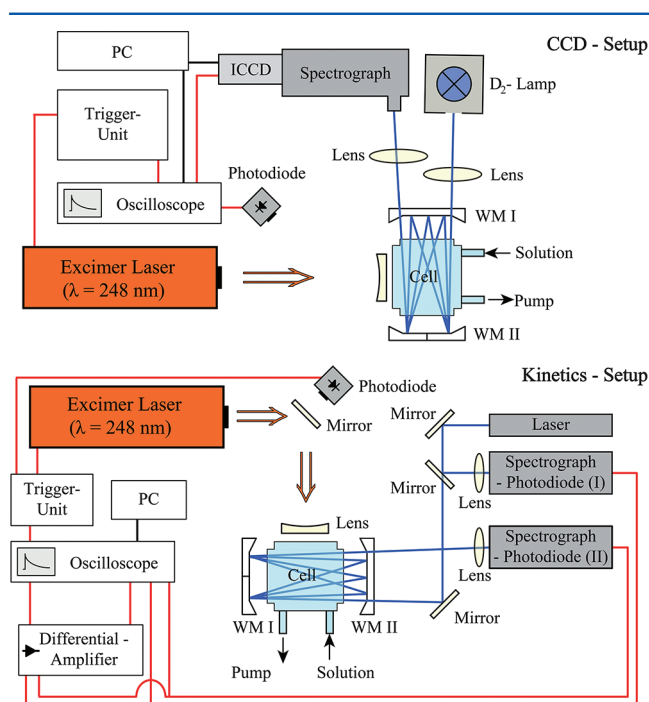 CCD - Setup
PC
ICCD
Spectrograph
D2- Lamp
Trigger-
Unit
Lens
Lens
Photodiode
Oscilloscope
WM I
Solution
Excimer Laser
(λ = 248 nm)
Cell
Pump
WM II
Kinetics - Setup
Photodiode
Excimer Laser
(λ = 248 nm)
Mirror
Mirror
Laser
Trigger-
Unit
PC
Mirror
Lens
Spectrograph
- Photodiode (I)
Oscilloscope
Lens
Cell
Lens
Spectrograph
- Photodiode (II)
WM I
WM II
Mirror
Differential -
Amplifier
Pump
Solution